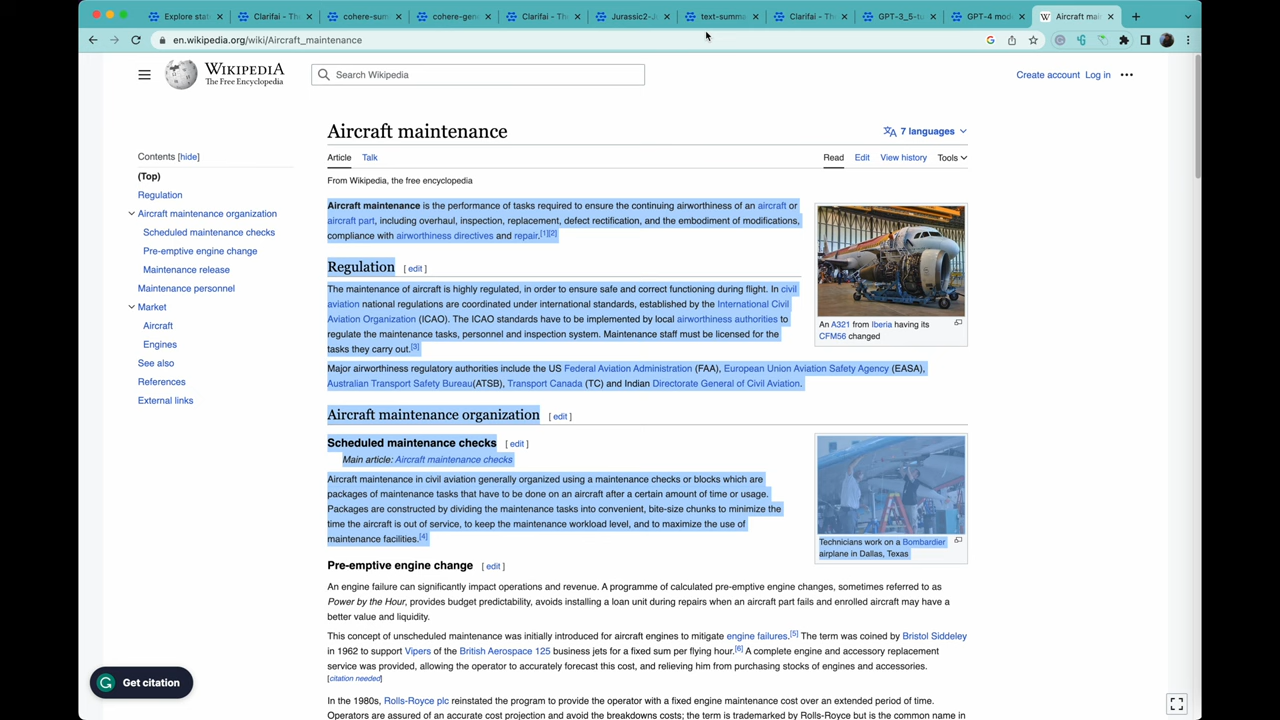 Explore stat
Clarifai - The
cohere-sum
cohere-gen
Clarifai - The
Jurassic2-J
text-summa
Clarifai - The
GPT-3_5-tu
GPT-4 mod
Aircraft mai
en.wikipedia.org/wiki/Aircraft_maintenance
WIKIPEDIA
The Free Encyclopedia
Search Wikipedia
Create account Log in
Aircraft maintenance
7 languages
Contents [hide]
Article Talk
Read Edit View history Tools
(Top)
From Wikipedia, the free encyclopedia
Regulation
Aircraft maintenance organization
Scheduled maintenance checks
Pre-emptive engine change
Maintenance release
Maintenance personnel
Market
Aircraft
Engines
See also
References
External links
Aircraft maintenance is the performance of tasks required to ensure the continuing airworthiness of an aircraft or
aircraft part, including overhaul, inspection, replacement, defect rectification, and the embodiment of modifications,
compliance with airworthiness directives and repair.[1][2]
Regulation [ edit ]
The maintenance of aircraft is highly regulated, in order to ensure safe and correct functioning during flight. In civil
aviation national regulations are coordinated under international standards, established by the International Civil
Aviation Organization (ICAO). The ICAO standards have to be implemented by local airworthiness authorities to
regulate the maintenance tasks, personnel and inspection system. Maintenance staff must be licensed for the
tasks they carry out.[3]
An A321 from Iberia having its
CFM56 changed
Major airworthiness regulatory authorities include the US Federal Aviation Administration (FAA), European Union Aviation Safety Agency (EASA),
Australian Transport Safety Bureau(ATSB), Transport Canada (TC) and Indian Directorate General of Civil Aviation.
Aircraft maintenance organization [ edit ]
Scheduled maintenance checks [ edit ]
Main article: Aircraft maintenance checks
Aircraft maintenance in civil aviation generally organized using a maintenance checks or blocks which are
packages of maintenance tasks that have to be done on an aircraft after a certain amount of time or usage.
Packages are constructed by dividing the maintenance tasks into convenient, bite-size chunks to minimize the
time the aircraft is out of service, to keep the maintenance workload level, and to maximize the use of
maintenance facilities.[4]
Technicians work on a Bombardier
airplane in Dallas, Texas
Pre-emptive engine change [ edit ]
An engine failure can significantly impact operations and revenue. A programme of calculated pre-emptive engine changes, sometimes referred to as
Power by the Hour, provides budget predictability, avoids installing a loan unit during repairs when an aircraft part fails and enrolled aircraft may have a
better value and liquidity.
This concept of unscheduled maintenance was initially introduced for aircraft engines to mitigate engine failures.[5] The term was coined by Bristol Siddeley
in 1962 to support Vipers of the British Aerospace 125 business jets for a fixed sum per flying hour.[6] A complete engine and accessory replacement
service was provided, allowing the operator to accurately forecast this cost, and relieving him from purchasing stocks of engines and accessories.
[citation needed]
In the 1980s, Rolls-Royce plc reinstated the program to provide the operator with a fixed engine maintenance cost over an extended period of time.
Operators are assured of an accurate cost projection and avoid the breakdowns costs; the term is trademarked by Rolls-Royce but is the common name in
Get citation